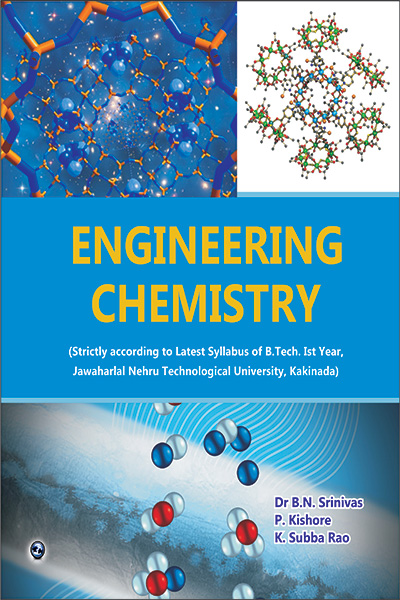 ENGINEERING
CHEMISTRY
(Strictly according to Latest Syllabus of B.Tech. Ist Year,
Jawaharlal Nehru Technological University, Kakinada)
Dr B.N. Srinivas
P. Kishore
K. Subba Rao